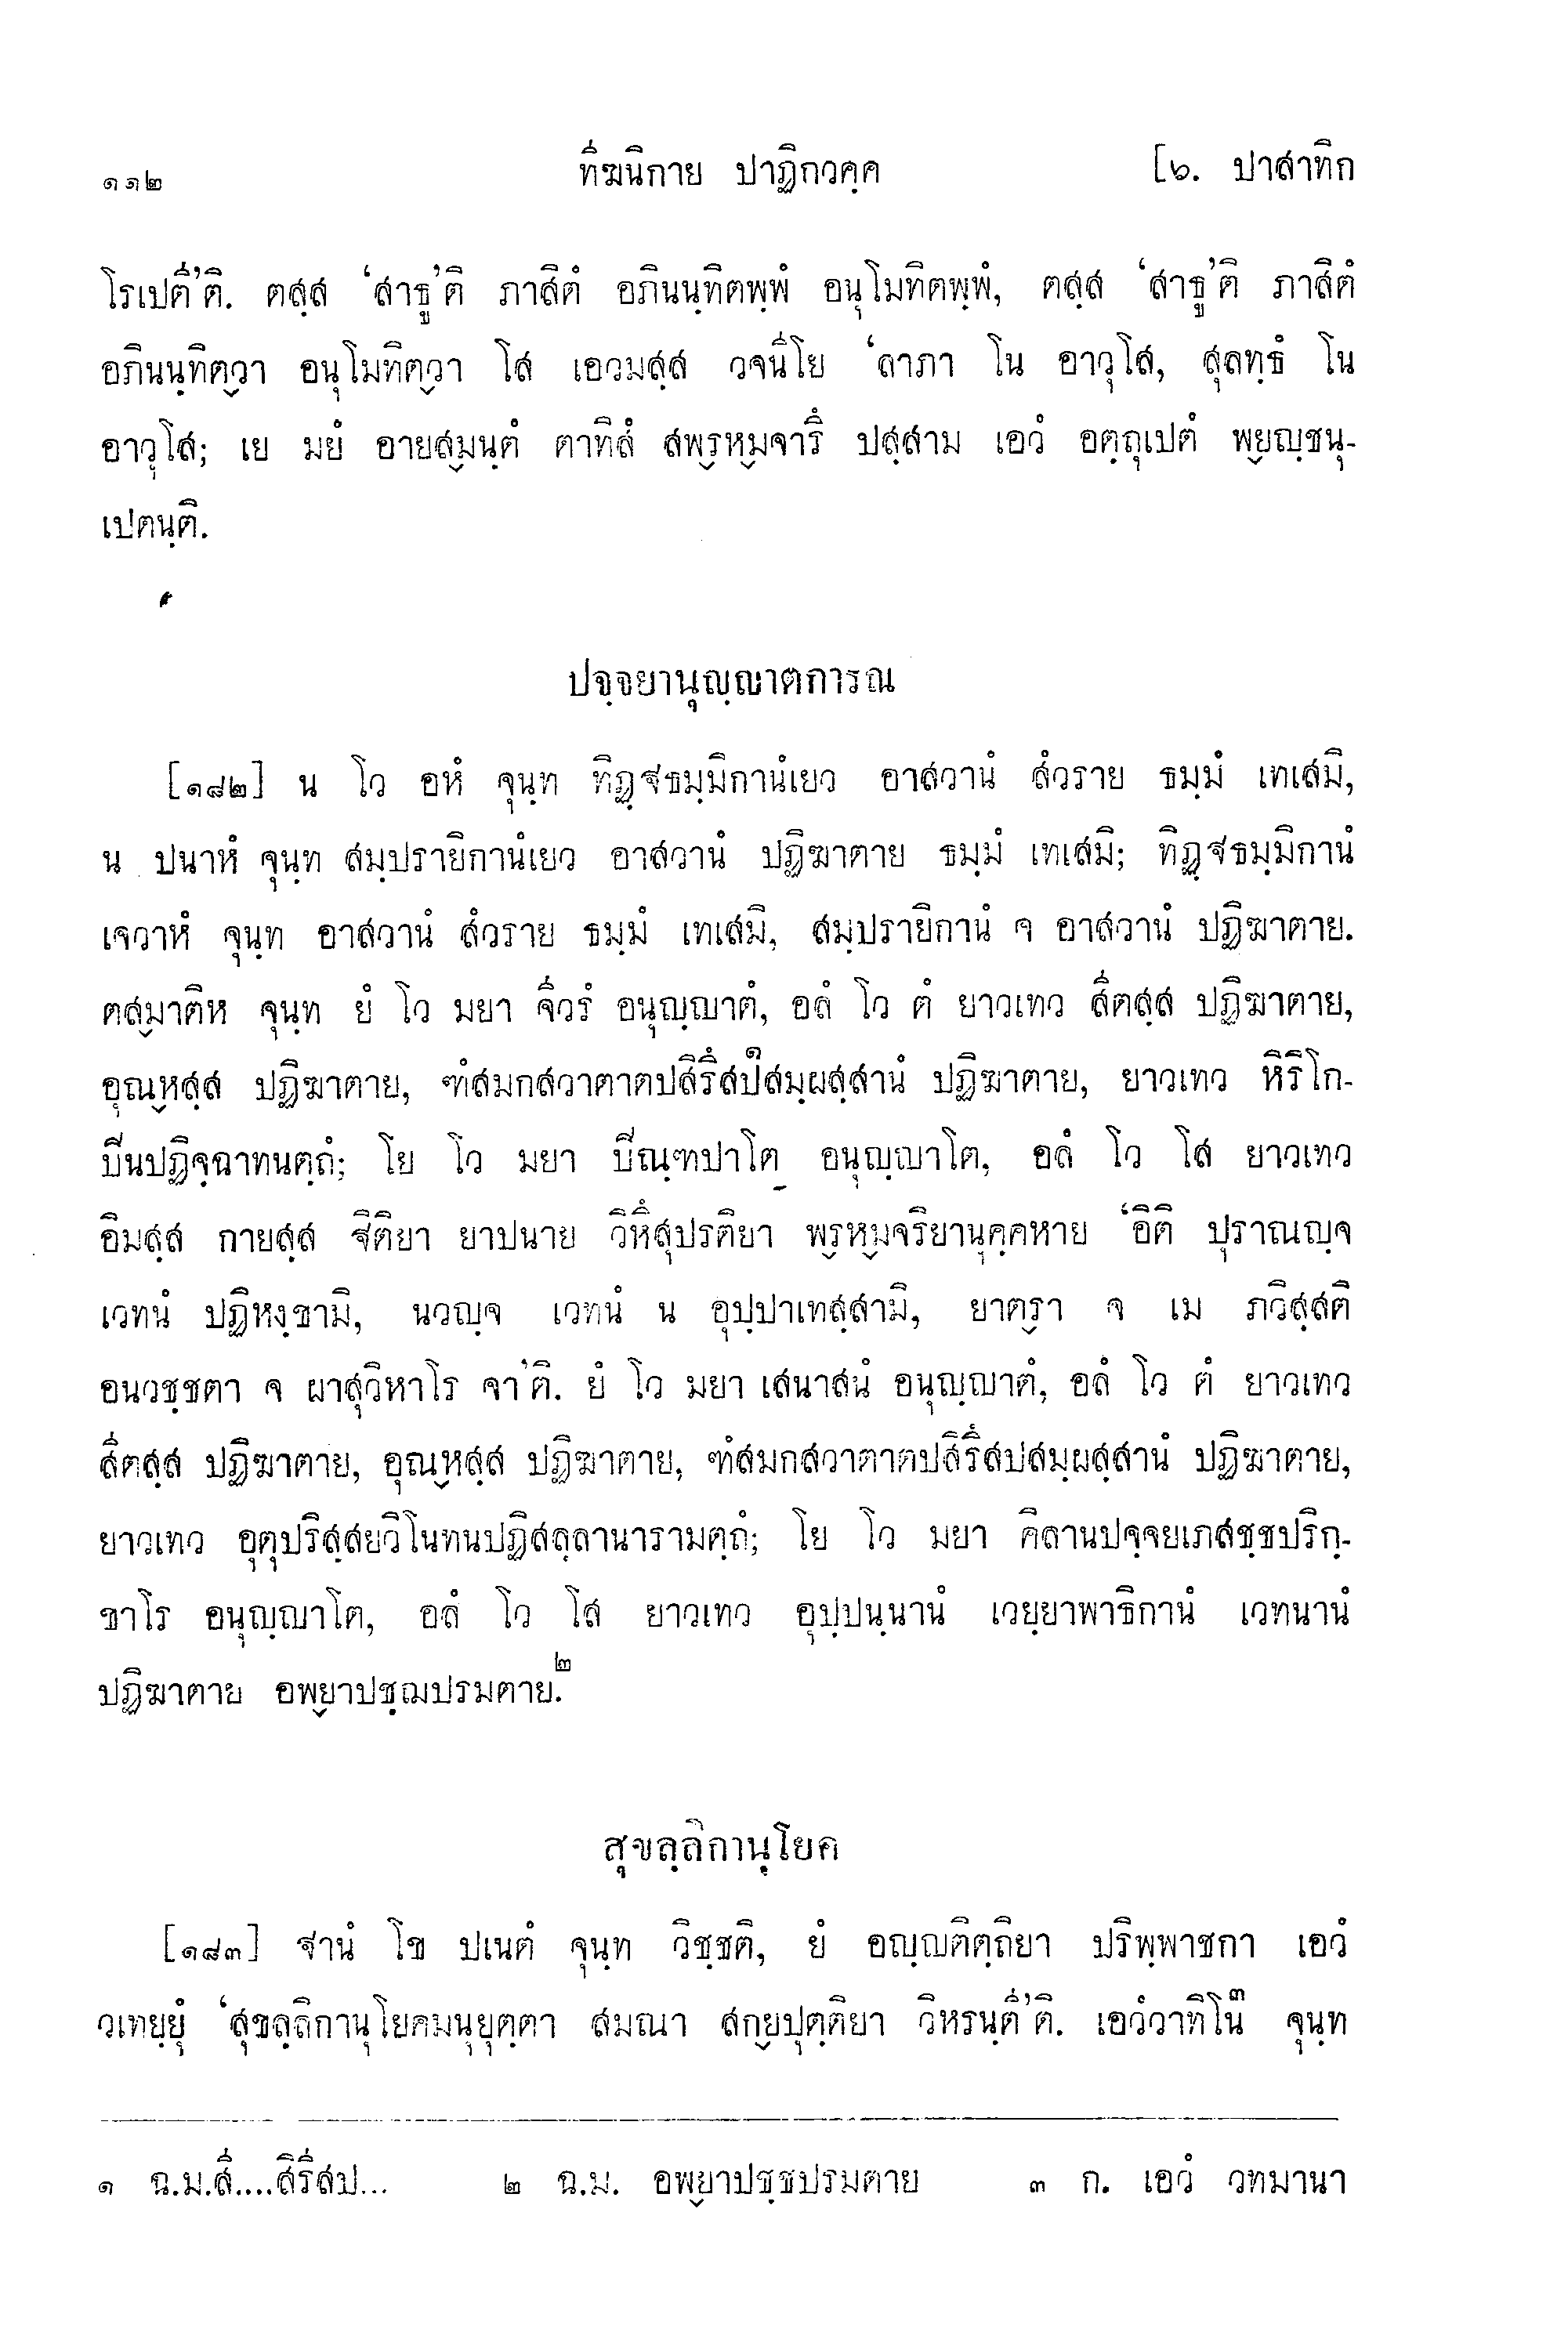 ๑๑๒ ทีฆนิกาย ปาฏิกวคฺค [๖. ปาสาทิก
โรเปตี’ติ. ตสฺส ‘สาธู’ติ ภาสิตํ อภินนฺทิตพฺพํ อนุโมทิตพฺพํ, ตสฺส ‘สาธู’ติ ภาสิตํ
อภินนฺทิตฺวา อนุโมทิตฺวา โส เอวมสฺส วจนีโย ‘ลาภา โน อาวุโส, สุลทฺธํ โน
อาวุโส; เย มยํ อายสฺมนฺตํ ตาทิสํ สพฺรหฺมจารึ ปสฺสาม เอวํ อตฺถุเปตํ พฺยญฺชนุ-
เปตนฺติ.
ปจฺจยานุญฺญาตการณ
[๑๘๒] น โว อหํ จุนฺท ทิฏฺฐธมฺมิกานํเยว อาสวานํ สํวราย ธมฺมํ เทเสมิ,
น ปนาหํ จุนฺท สมฺปรายิกานํเยว อาสวานํ ปฏิฆาตาย ธมฺมํ เทเสมิ; ทิฏฺฐธมฺมิกานํ
เจวาหํ จุนฺท อาสวานํ สํวราย ธมฺมํ เทเสมิ, สมฺปรายิกานํ จ อาสวานํ ปฏิฆาตาย.
ตสฺมาติห จุนฺท ยํ โว มยา จีวรํ อนุญฺญาตํ, อลํ โว ตํ ยาวเทว สีตสฺส ปฏิฆาตาย,
อุณฺหสฺส ปฏิฆาตาย, ฑํสมกสวาตาตปสิรึสป๑สมฺผสฺสานํ ปฏิฆาตาย, ยาวเทว หิริโก-
ปีนปฏิจฺฉาทนตฺถํ; โย โว มยา ปิณฺฑปาโต อนุญฺญาโต, อลํ โว โส ยาวเทว
อิมสฺส กายสฺส ฐิติยา ยาปนาย วิหึสุปรติยา พฺรหฺมจริยานุคฺคหาย ‘อิติ ปุราณญฺจ
เวทนํ ปฏิหงฺขามิ, นวญฺจ เวทนํ น อุปฺปาเทสฺสามิ, ยาตฺรา จ เม ภวิสฺสติ
อนวชฺชตา จ ผาสุวิหาโร จา’ติ. ยํ โว มยา เสนาสนํ อนุญฺญาตํ, อลํ โว ตํ ยาวเทว
สีตสฺส ปฏิฆาตาย, อุณฺหสฺส ปฏิฆาตาย, ฑํสมกสวาตาตปสิรึสปสมฺผสฺสานํ ปฏิฆาตาย,
ยาวเทว อุตุปริสฺสยวิโนทนปฏิสลฺลานารามตฺถํ; โย โว มยา คิลานปจฺจยเภสชฺชปริกฺ-
ขาโร อนุญฺญาโต, อลํ โว โส ยาวเทว อุปฺปนฺนานํ เวยฺยาพาธิกานํ เวทนานํ
ปฏิฆาตาย อพฺยาปชฺฌปรมตาย.๒
สุขลฺลิกานุโยค
[๑๘๓] ฐานํ โข ปเนตํ จุนฺท วิชฺชติ, ยํ อญฺญติตฺถิยา ปริพฺพาชกา เอวํ
วเทยฺยุํ ‘สุขลฺลิกานุโยคมนุยุตฺตา สมณา สกฺยปุตฺติยา วิหรนฺตี’ติ. เอวํวาทิโน๓ จุนฺท
๑ ฉ.ม.สี....สิรีสป... ๒ ฉ.ม. อพฺยาปชฺชปรมตาย ๓ ก. เอวํ วทมานา